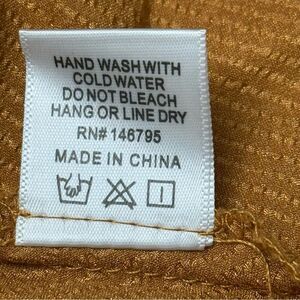 HAND WASH WITH
COLD WATER
DO NOT BLEACH
HANG OR LINE DRY
RN# 146795
MADE IN CHINA